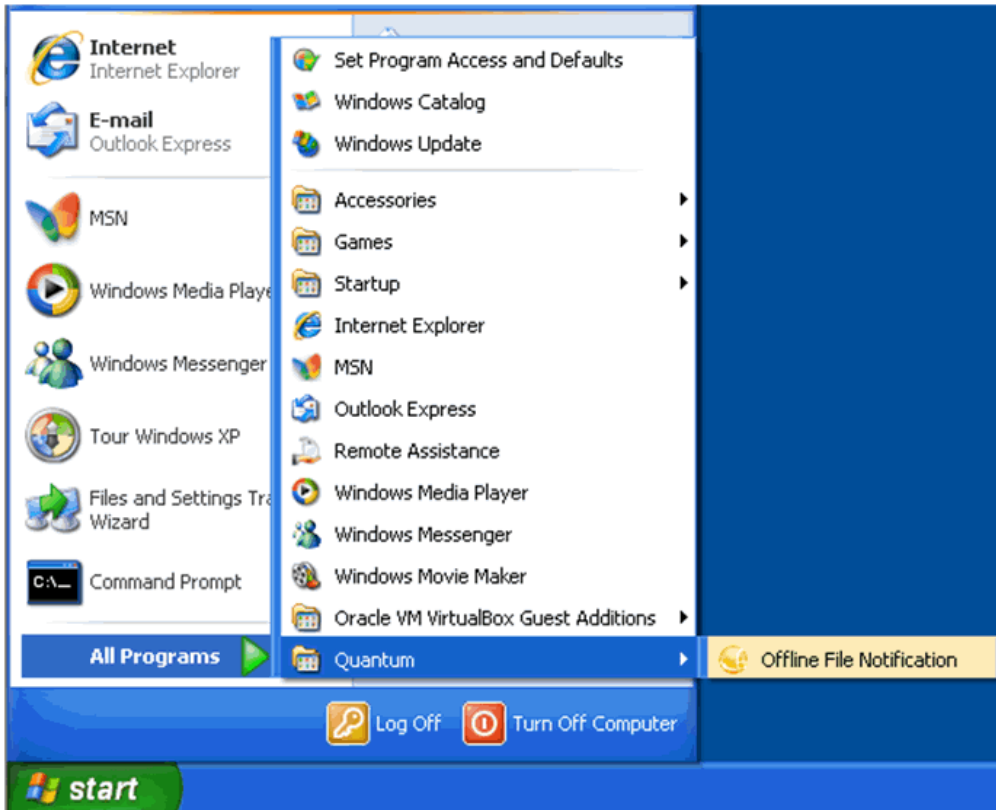 Internet
Internet Explorer
E-mail
Outlook Express
MSN
Windows Media Playe
Windows Messenger
Tour Windows XP
Files and Settings Tra
Wizard
C:\_
Command Prompt
All Programs
Set Program Access and Defaults
Windows Catalog
Windows Update
Accessories
Games
Startup
Internet Explorer
MSN
Outlook Express
Remote Assistance
Windows Media Player
Windows Messenger
Windows Movie Maker
Oracle VM VirtualBox Guest Additions
Quantum
Offline File Notification
Log Off
Turn Off Computer
start